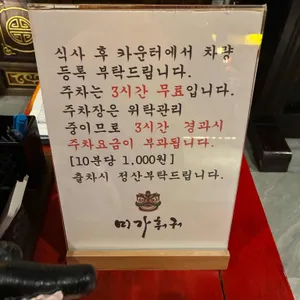 식사 후 카운터에서 차량
등록 부탁드립니다.
주차는 3시간 무료입니다.
주차장은 위탁관리
중이므로 3시간 경과시
주차요금이 부과됩니다.
[10분당 1,000원]
출차시 정산부탁드립니다.
미가훠궈